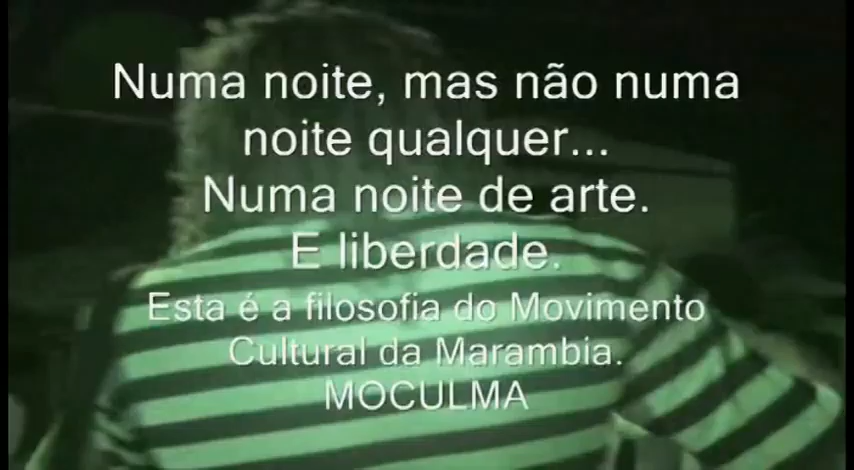 Numa noite, mas não numa
noite qualquer...
Numa noite de arte.
E liberdade.
Esta é a filosofia do Movimento
Cultural da Marambia.
MOCULMA